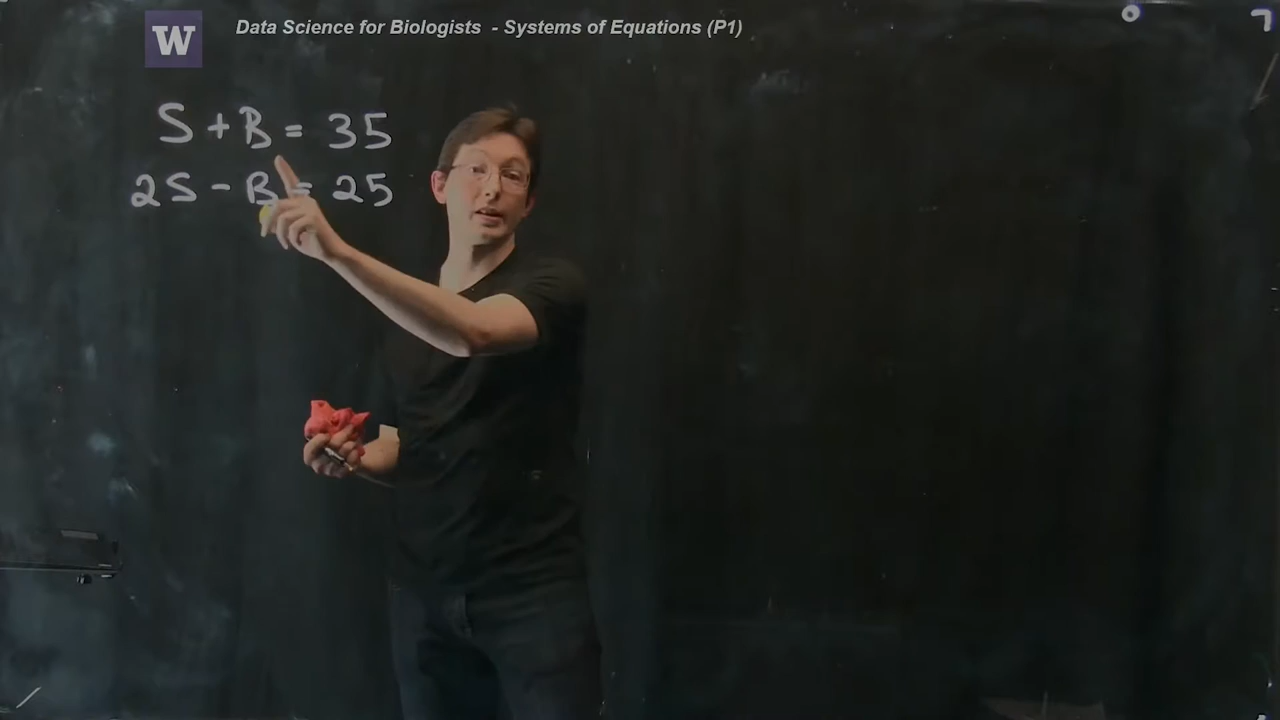 W
Data Science for Biologists - Systems of Equations (P1)
S + B = 35
2S - B = 25